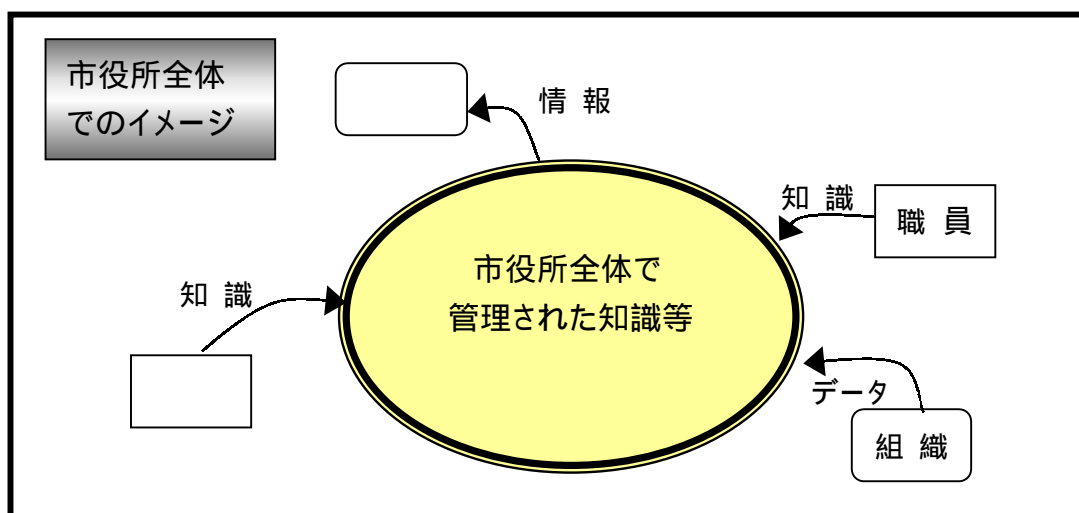 市役所全体
でのイメージ
情 報
知 識
職 員
市役所全体で
管理された知識等
知 識
データ
組 織